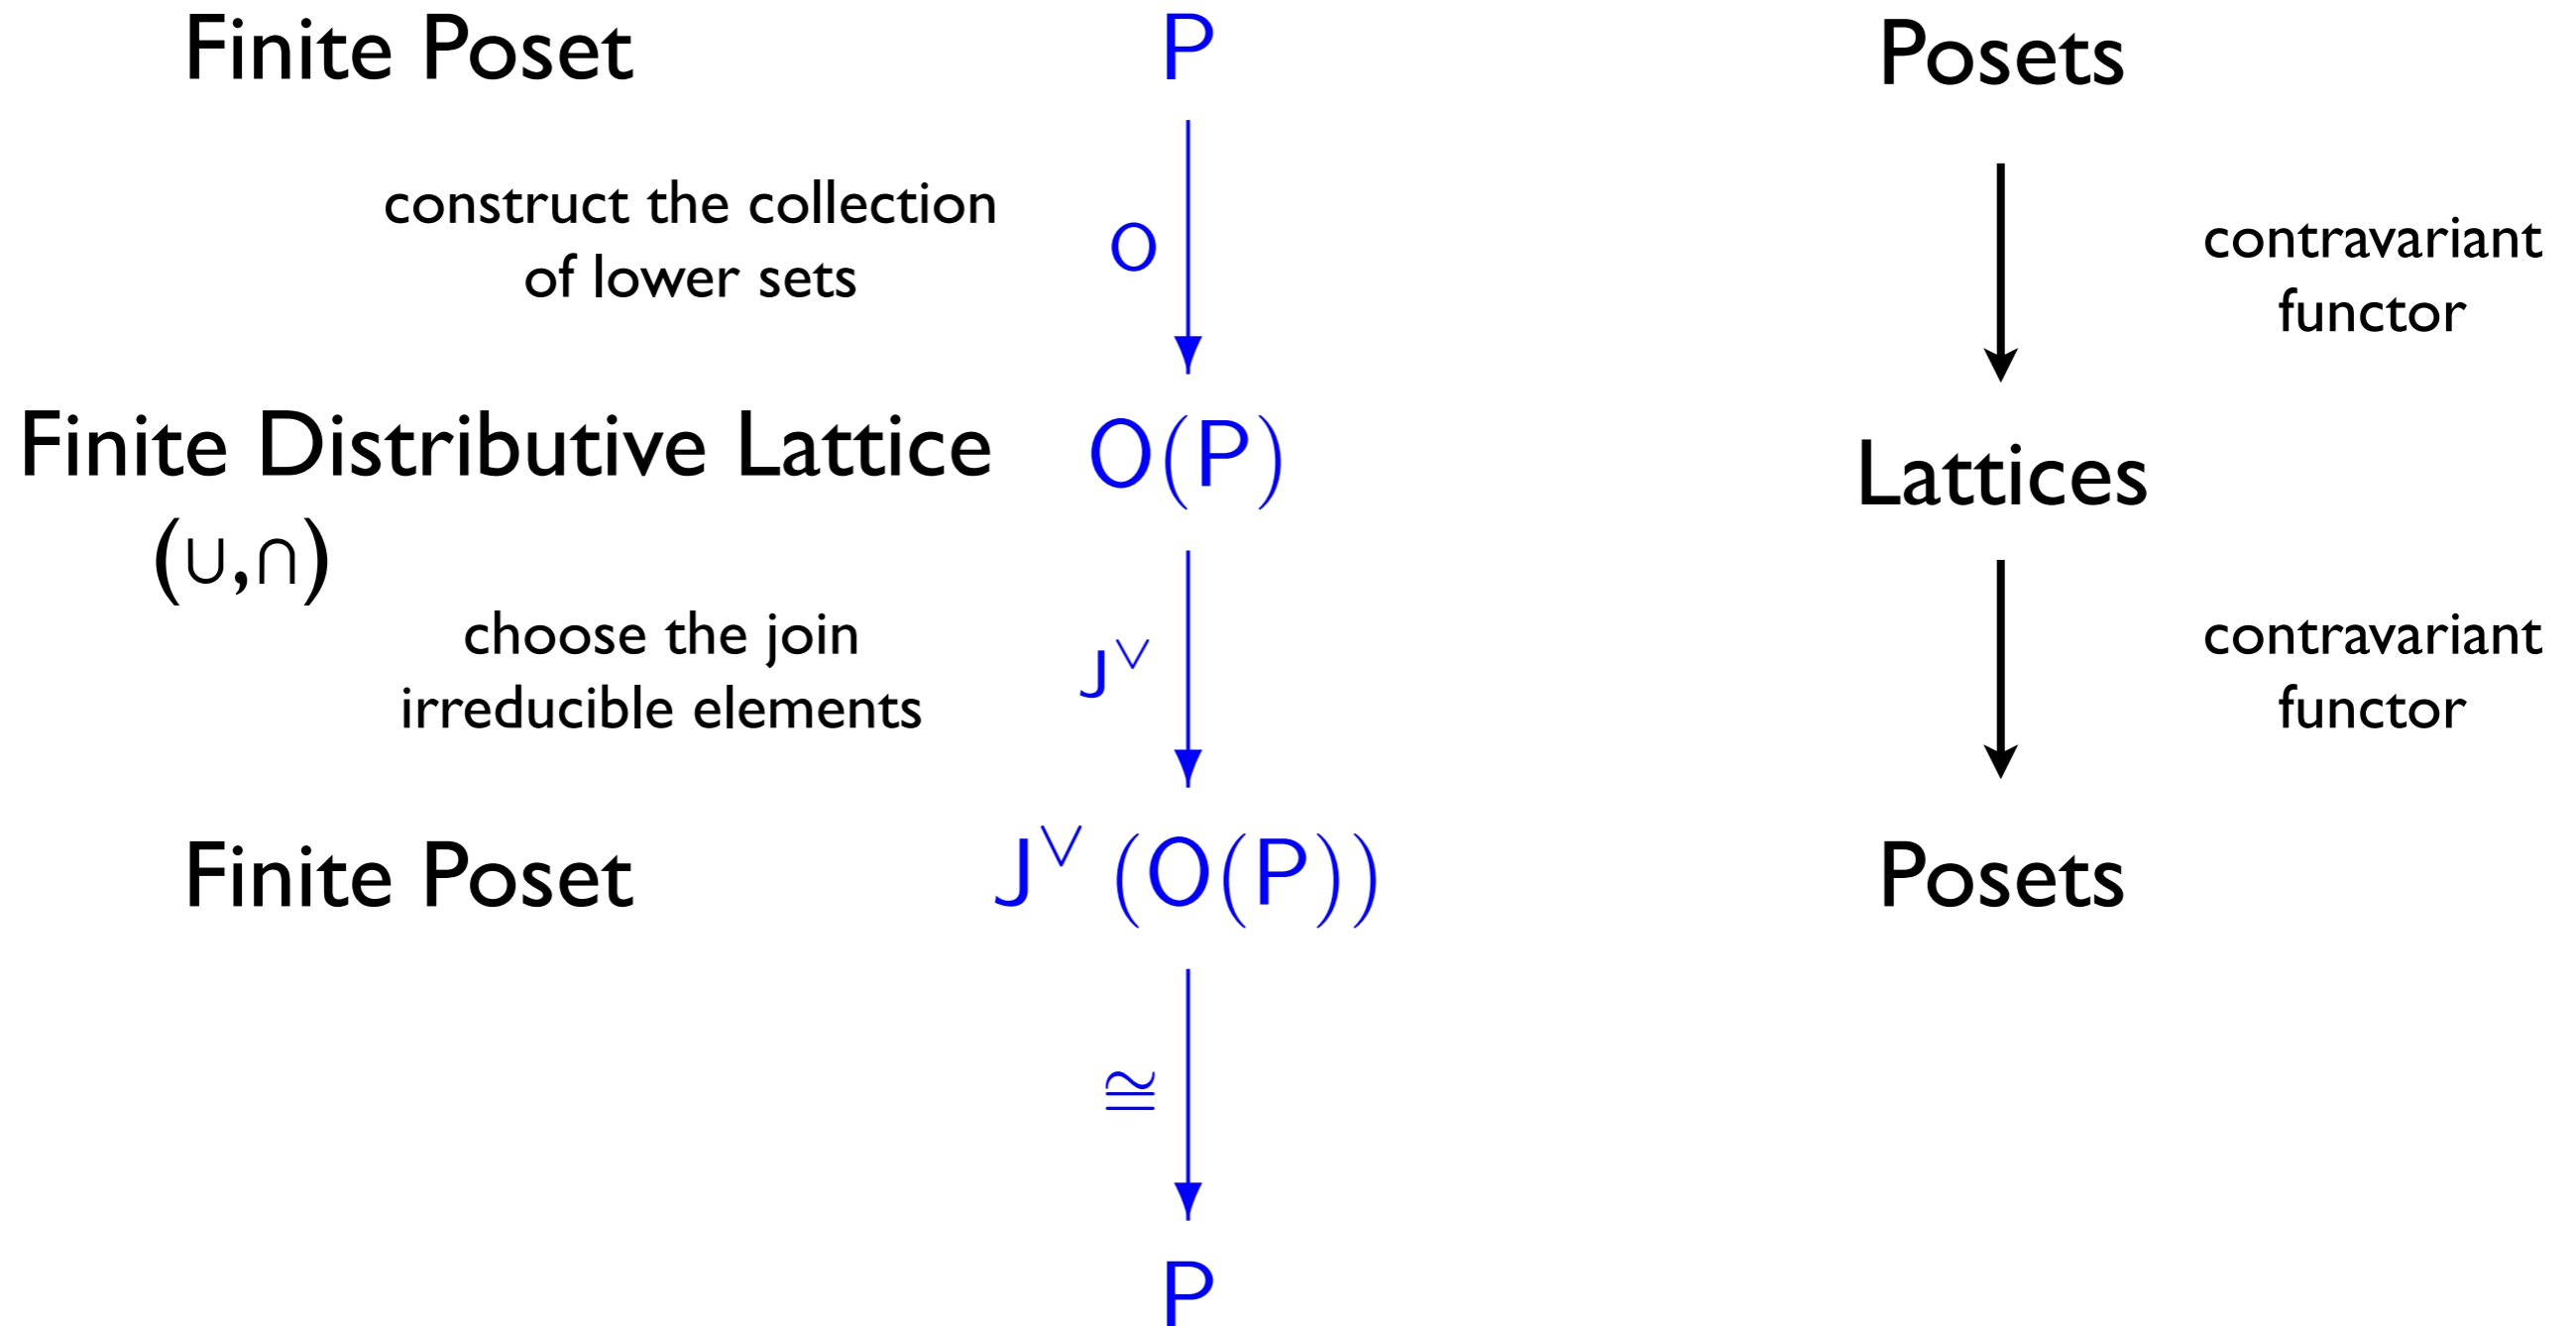 Finite Poset
P
Posets
construct the collection
of lower sets
O
contravariant
functor
Finite Distributive Lattice
(∪,∩)
O(P)
Lattices
choose the join
irreducible elements
J^∨
contravariant
functor
Finite Poset
J^∨ (O(P))
Posets
≅
P